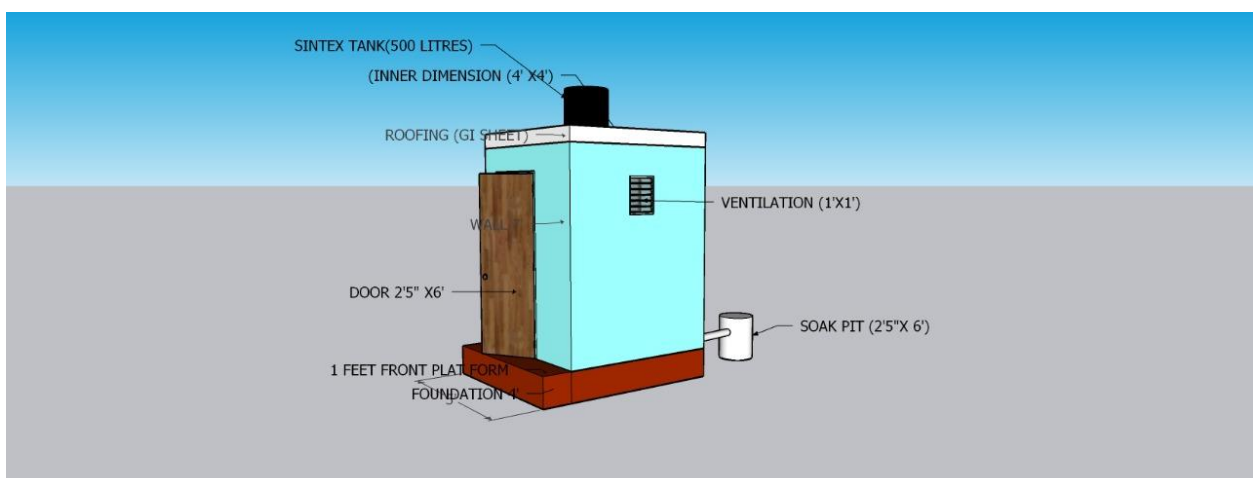 SINTEX TANK(500 LITRES)
(INNER DIMENSION (4' X4')
ROOFING (GI SHEET)
VENTILATION (1'X1')
WALL
DOOR 2'5" X6'
SOAK PIT (2'5"X 6')
1 FEET FRONT PLAT FORM
FOUNDATION 4'